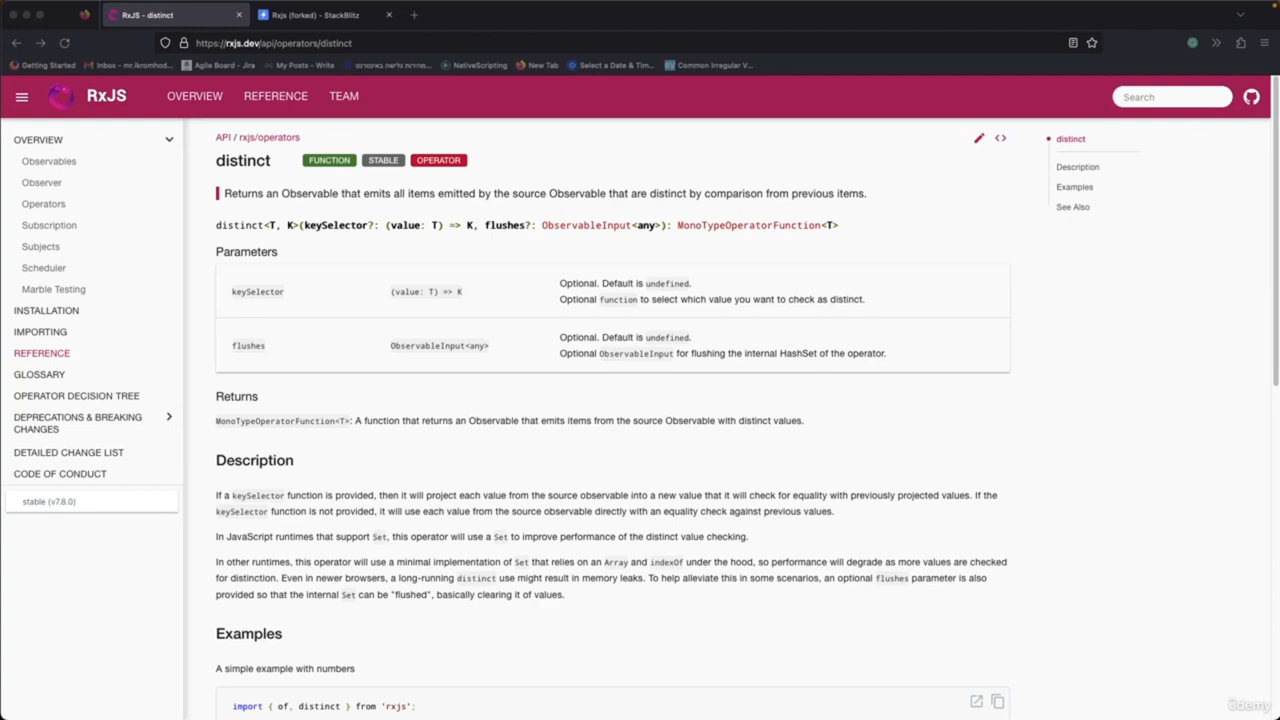 RxJS - distinct
Rxjs (forked) - StackBlitz
https://rxjs.dev/api/operators/distinct
Getting Started
Inbox - mr.ikromhod...
Agile Board - Jira
My Posts - Write
NativeScripting
New Tab
Select a Date & Tim...
Common Irregular V...
RxJS
OVERVIEW
REFERENCE
TEAM
Search
OVERVIEW
Observables
Observer
Operators
Subscription
Subjects
Scheduler
Marble Testing
INSTALLATION
IMPORTING
REFERENCE
GLOSSARY
OPERATOR DECISION TREE
DEPRECATIONS & BREAKING
CHANGES
DETAILED CHANGE LIST
CODE OF CONDUCT
stable (v7.8.0)
API / rxjs/operators
distinct FUNCTION STABLE OPERATOR
Returns an Observable that emits all items emitted by the source Observable that are distinct by comparison from previous items.
distinct<T, K>(keySelector?: (value: T) => K, flushes?: ObservableInput<any>): MonoTypeOperatorFunction<T>
Parameters
keySelector
(value: T) => K
Optional. Default is undefined.
Optional function to select which value you want to check as distinct.
flushes
ObservableInput<any>
Optional. Default is undefined.
Optional ObservableInput for flushing the internal HashSet of the operator.
Returns
MonoTypeOperatorFunction<T>: A function that returns an Observable that emits items from the source Observable with distinct values.
Description
If a keySelector function is provided, then it will project each value from the source observable into a new value that it will check for equality with previously projected values. If the
keySelector function is not provided, it will use each value from the source observable directly with an equality check against previous values.
In JavaScript runtimes that support Set, this operator will use a Set to improve performance of the distinct value checking.
In other runtimes, this operator will use a minimal implementation of Set that relies on an Array and indexOf under the hood, so performance will degrade as more values are checked
for distinction. Even in newer browsers, a long-running distinct use might result in memory leaks. To help alleviate this in some scenarios, an optional flushes parameter is also
provided so that the internal Set can be "flushed", basically clearing it of values.
Examples
A simple example with numbers
import { of, distinct } from 'rxjs';
distinct
Description
Examples
See Also
ûdemy